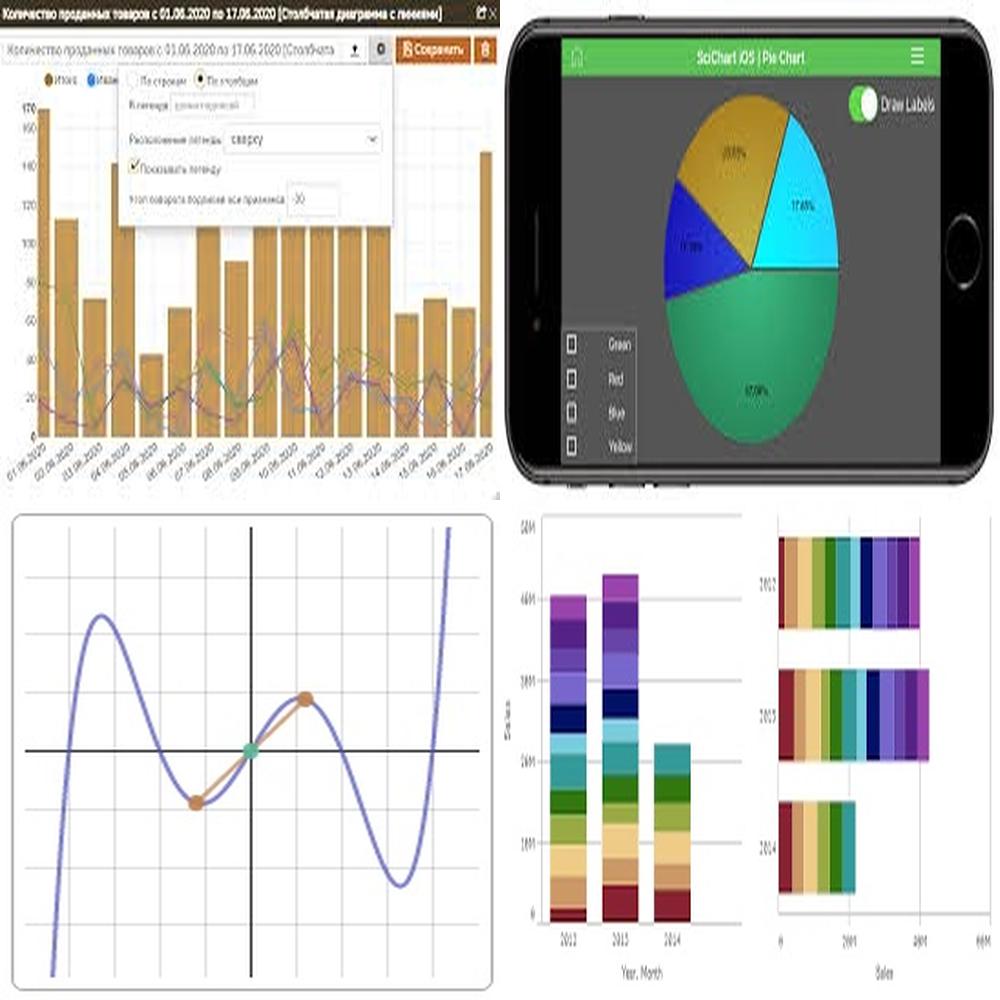 Количество проданных товаров с 01.06.2020 по 17.06.2020 [Столбчатая диаграмма с линиями]
Количество проданных товаров с 01.06.2020 по 17.06.2020 [Столбчата
Сохранить
Итого
По строкам
По столбцам
Расположение легенды
сверху
Показывать легенду
-30
170
160
140
120
100
80
60
40
20
0
01.06.2020
02.06.2020
03.06.2020
04.06.2020
05.06.2020
06.06.2020
07.06.2020
08.06.2020
09.06.2020
10.06.2020
11.06.2020
12.06.2020
13.06.2020
14.06.2020
15.06.2020
16.06.2020
17.06.2020
SciChart iOS | Pie Chart
Draw Labels
17.65%
Green
Red
Blue
Yellow
50M
40M
30M
20M
10M
0
Sales
2012
2013
2014
Year, Month
2012
2013
2014
0
20M
40M
60M
Sales